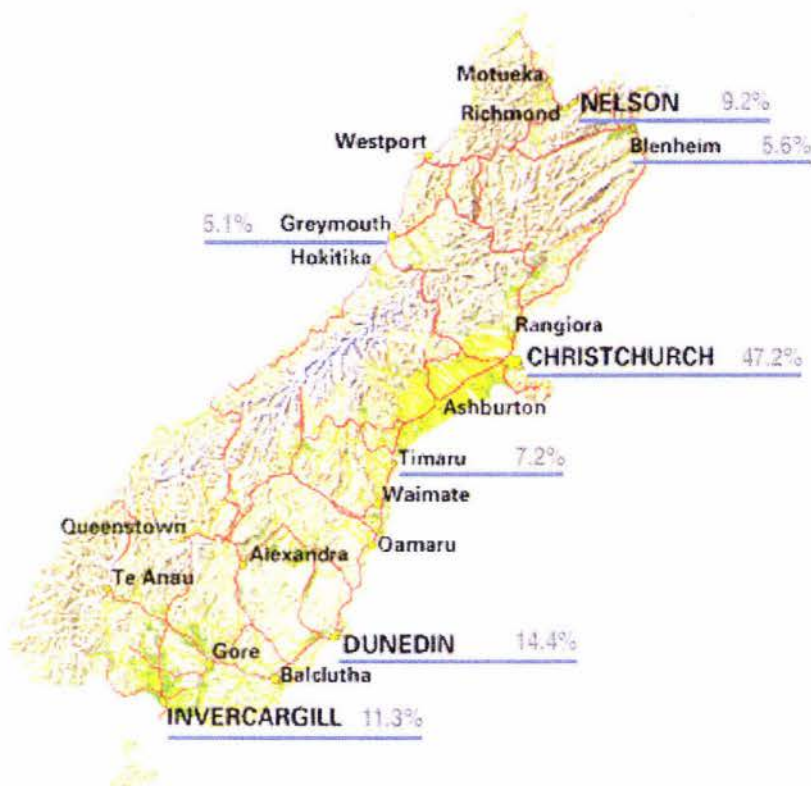 Motueka
Richmond
NELSON 9.2%
Westport
Blenheim 5.6%
5.1% Greymouth
Hokitika
Rangiora
CHRISTCHURCH 47.2%
Ashburton
Timaru 7.2%
Waimate
Queenstown
Oamaru
Alexandra
Te Anau
DUNEDIN 14.4%
Gore
Balclutha
INVERCARGILL 11.3%